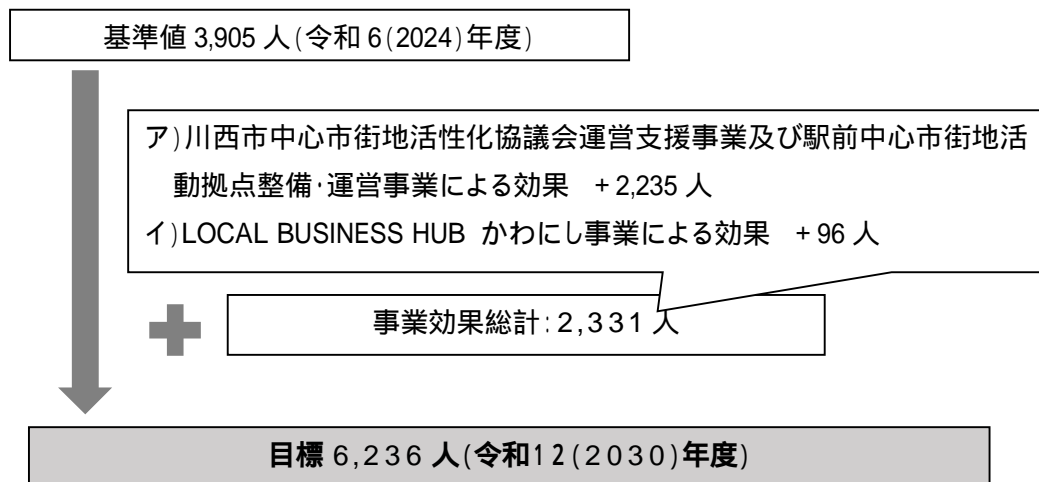 基準値 3,905 人(令和 6(2024)年度)
ア)川西市中心市街地活性化協議会運営支援事業及び駅前中心市街地活
動拠点整備・運営事業による効果 +2,235 人
イ)LOCAL BUSINESS HUB かわにし事業による効果 +96 人
事業効果総計:2,331 人
目標 6,236 人(令和12(2030)年度)